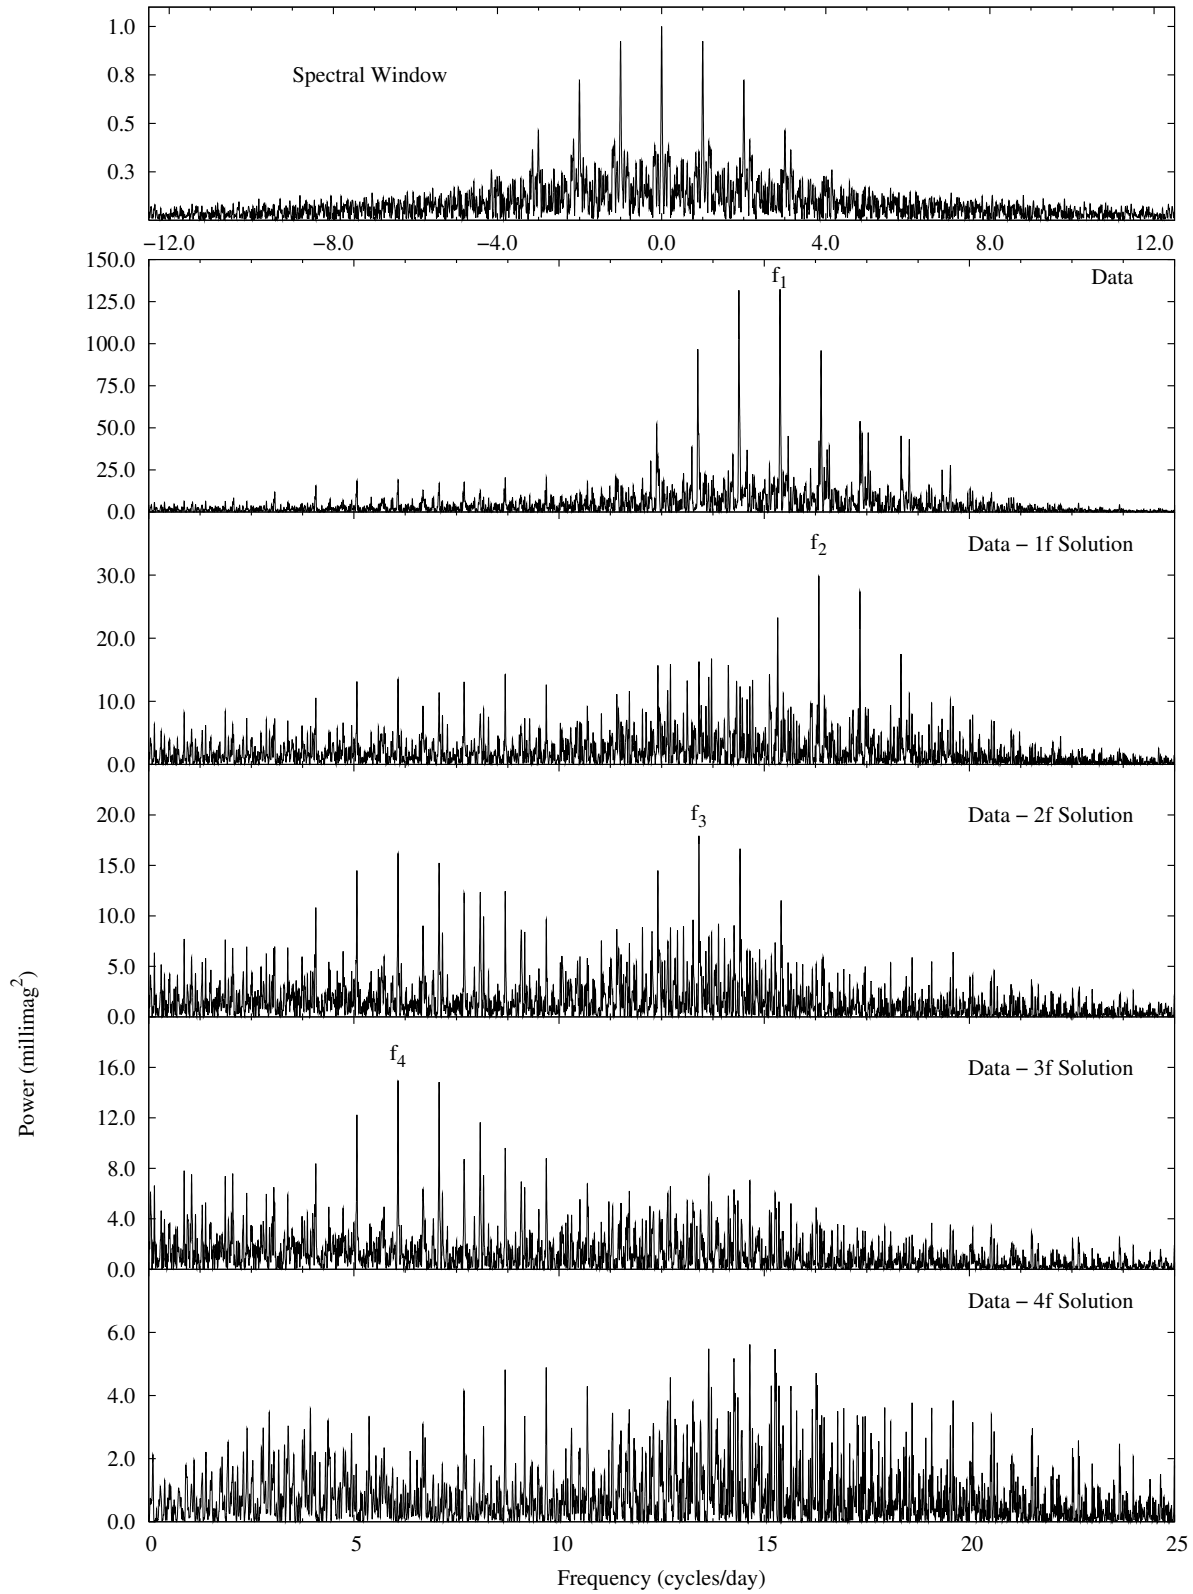 1.0
0.8
0.5
0.3
Spectral Window
−12.0 −8.0 −4.0 0.0 4.0 8.0 12.0
150.0
125.0
100.0
75.0
50.0
25.0
0.0
f1
Data
30.0
20.0
10.0
0.0
f2
Data − 1f Solution
20.0
15.0
10.0
5.0
0.0
f3
Data − 2f Solution
16.0
12.0
8.0
4.0
0.0
f4
Data − 3f Solution
6.0
4.0
2.0
0.0
Data − 4f Solution
0 5 10 15 20 25
Frequency (cycles/day)
Power (millimag2)